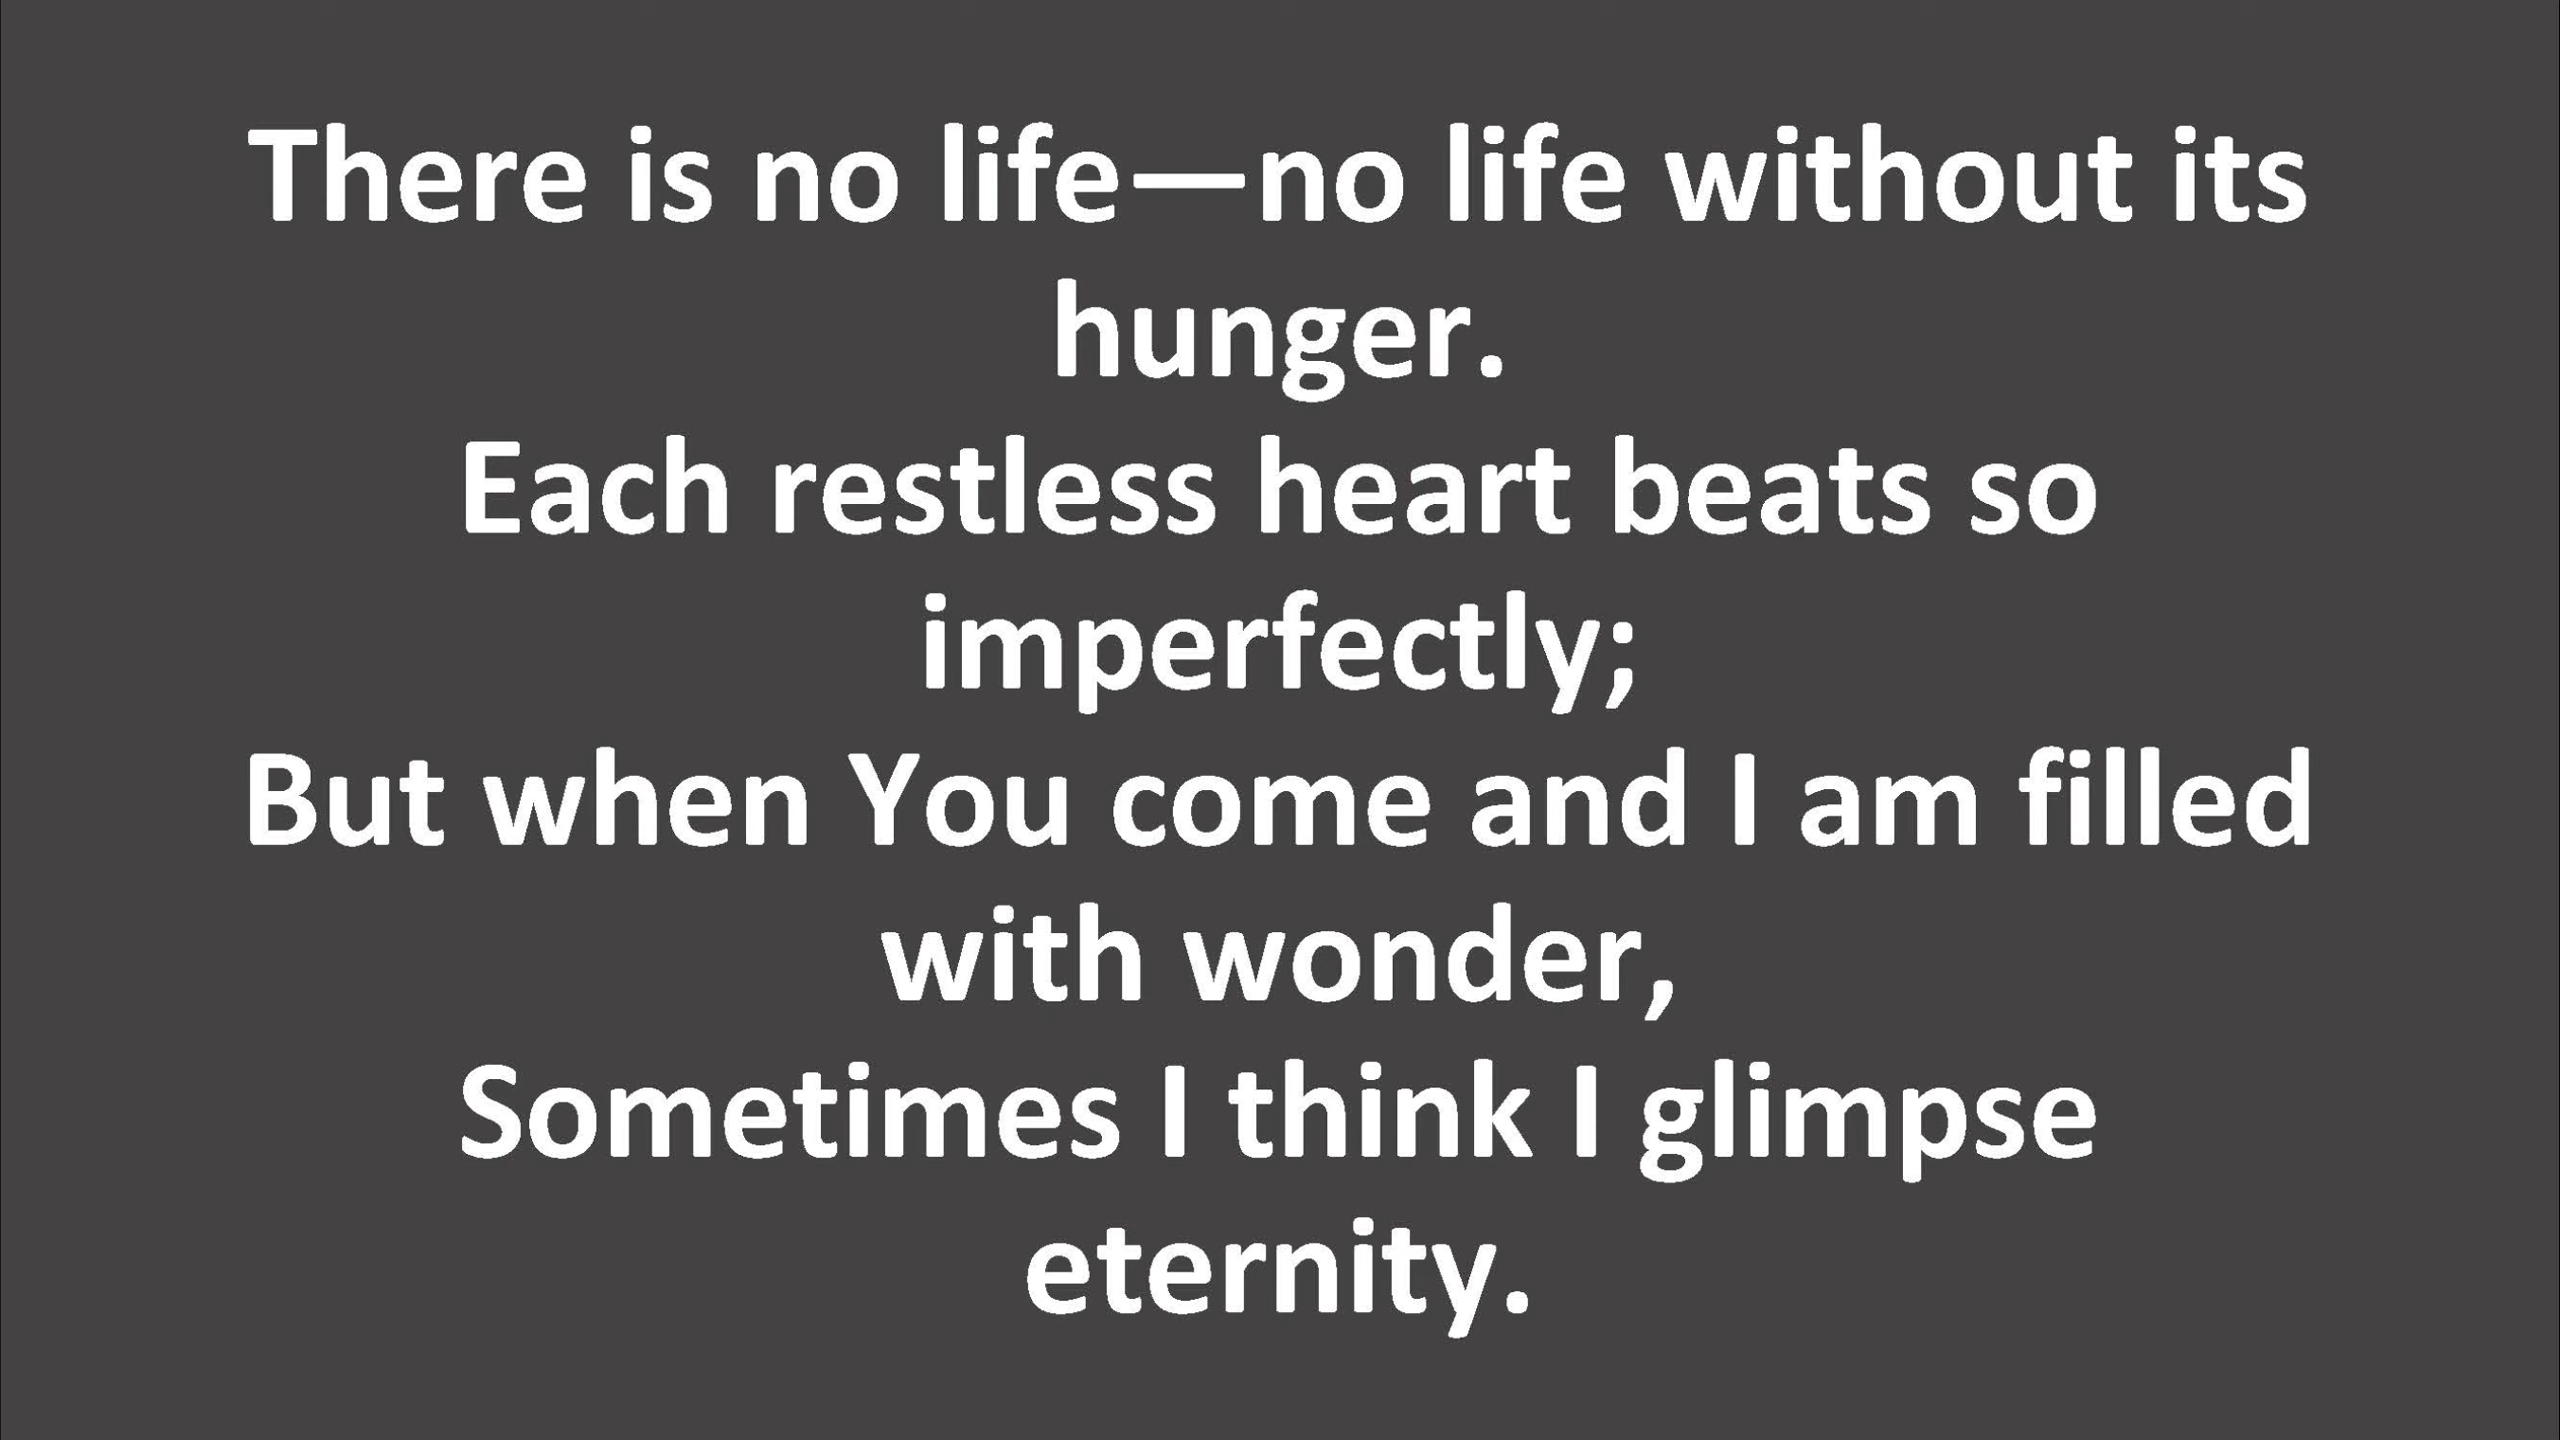 There is no life—no life without its
hunger.
Each restless heart beats so
imperfectly;
But when You come and I am filled
with wonder,
Sometimes I think I glimpse
eternity.